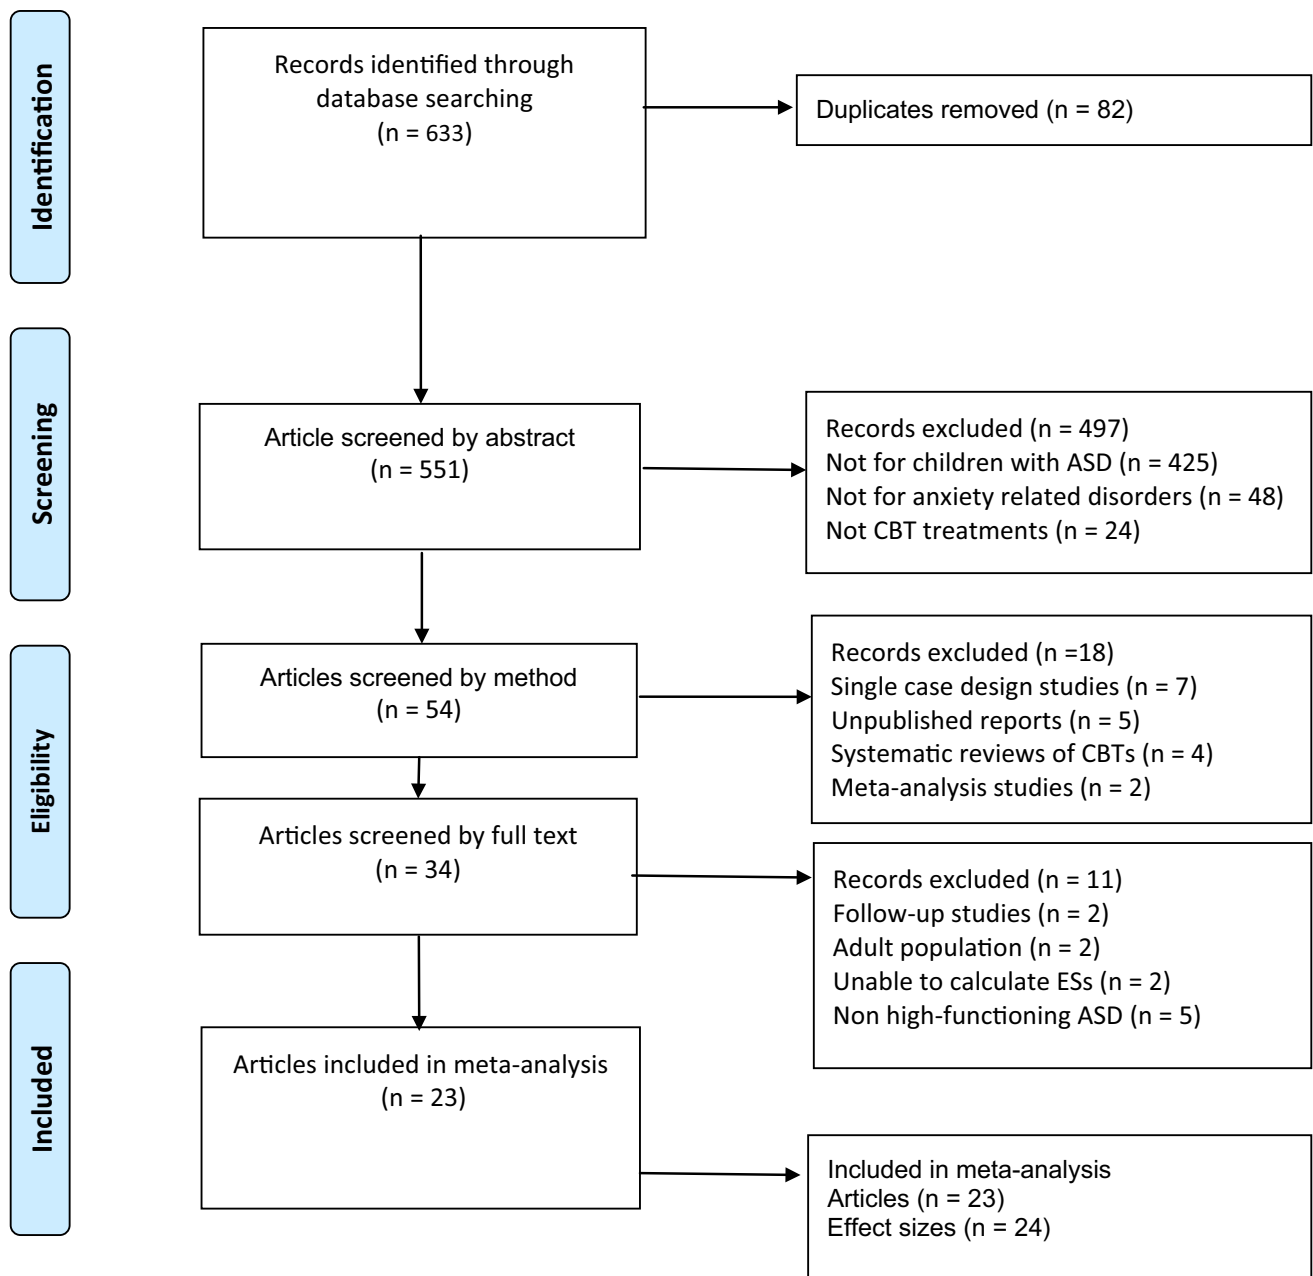 Identification
Records identified through
database searching
(n = 633)
Duplicates removed (n = 82)
Screening
Article screened by abstract
(n = 551)
Records excluded (n = 497)
Not for children with ASD (n = 425)
Not for anxiety related disorders (n = 48)
Not CBT treatments (n = 24)
Eligibility
Articles screened by method
(n = 54)
Records excluded (n =18)
Single case design studies (n = 7)
Unpublished reports (n = 5)
Systematic reviews of CBTs (n = 4)
Meta-analysis studies (n = 2)
Articles screened by full text
(n = 34)
Records excluded (n = 11)
Follow-up studies (n = 2)
Adult population (n = 2)
Unable to calculate ESs (n = 2)
Non high-functioning ASD (n = 5)
Included
Articles included in meta-analysis
(n = 23)
Included in meta-analysis
Articles (n = 23)
Effect sizes (n = 24)